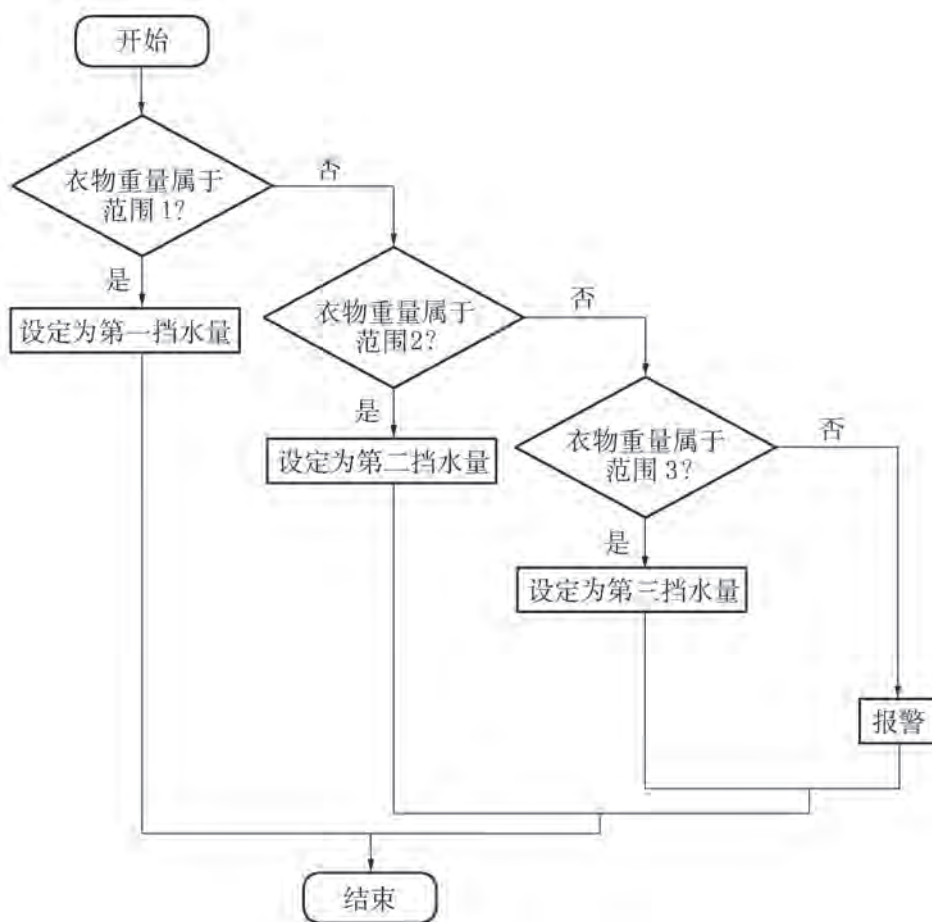 开始
衣物重量属于
范围1?
否
是
设定为第一挡水量
衣物重量属于
范围2?
否
是
设定为第二挡水量
衣物重量属于
范围 3?
否
是
设定为第三挡水量
报警
结束